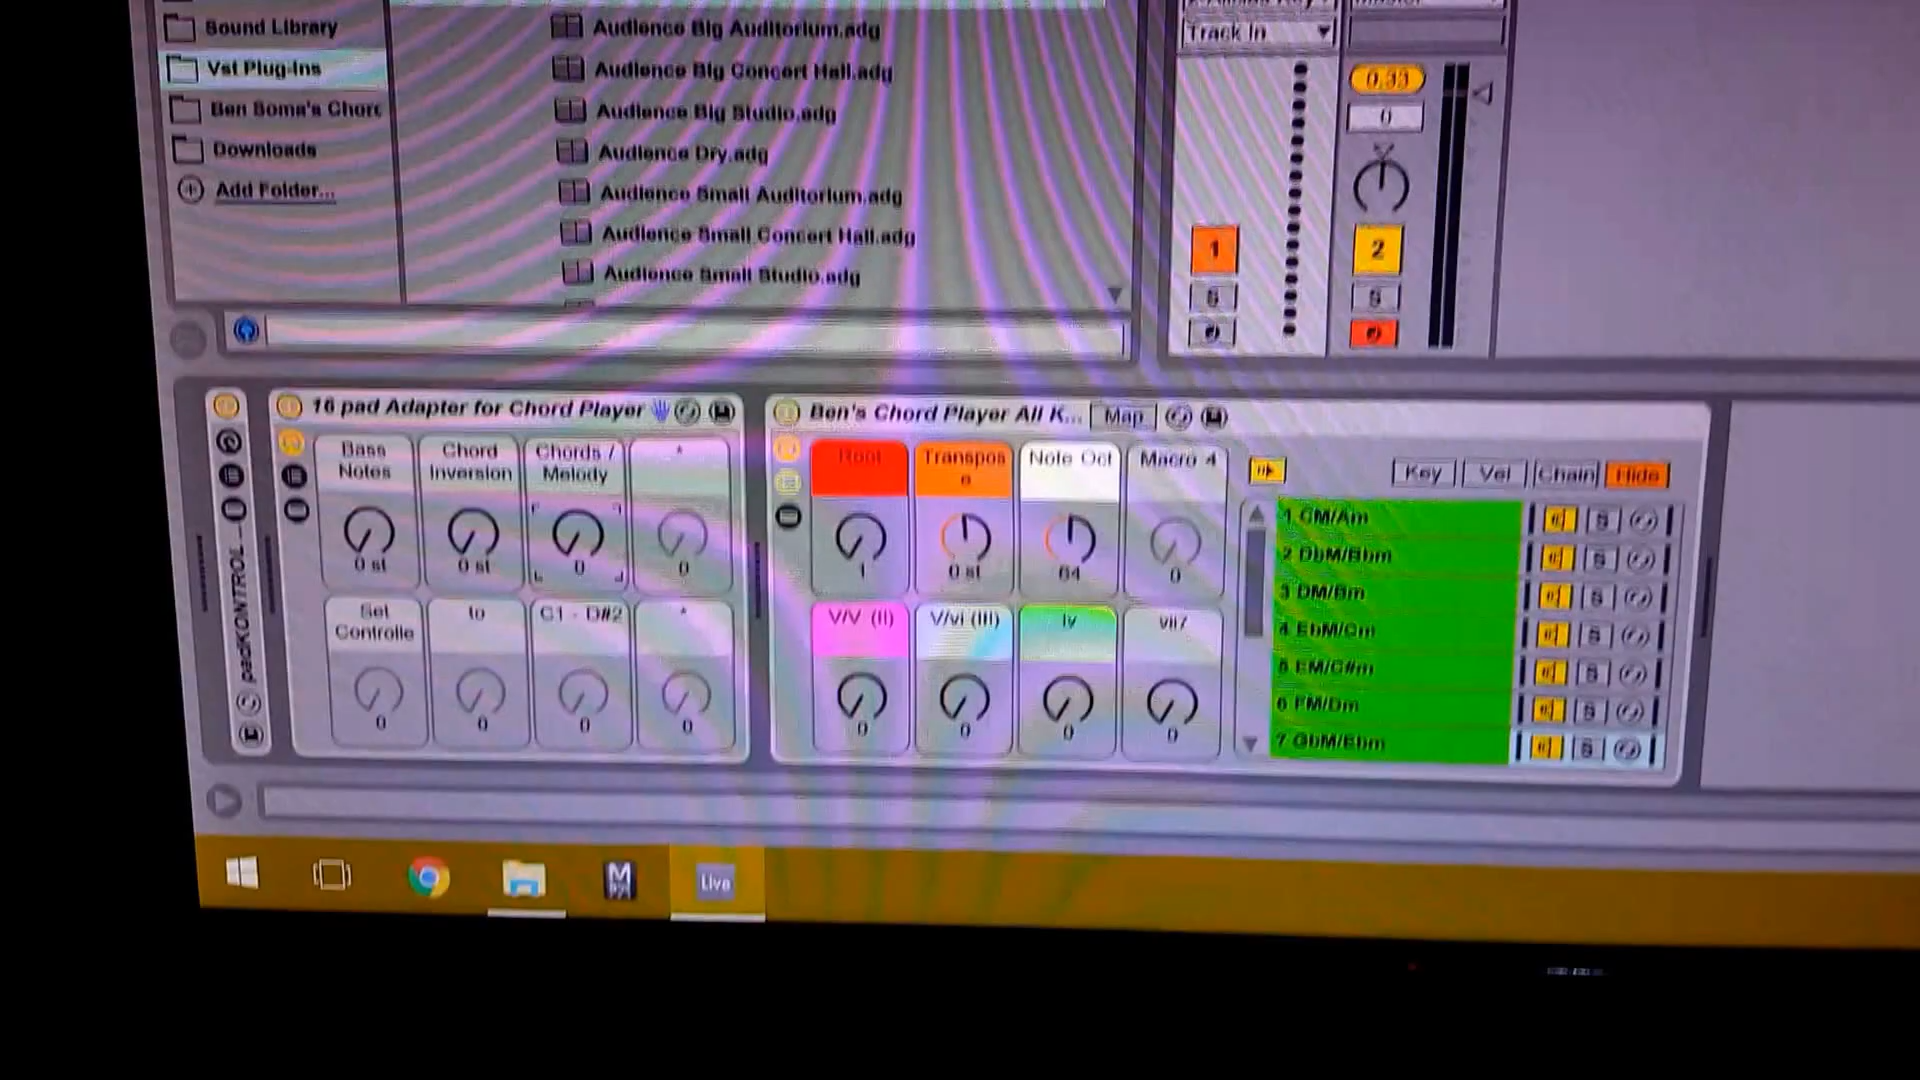 Sound Library
Vst Plug-Ins
Ben Soma's Chord
Downloads
Add Folder...
Audience Big Auditorium.adg
Audience Big Concert Hall.adg
Audience Big Studio.adg
Audience Dry.adg
Audience Small Auditorium.adg
Audience Small Concert Hall.adg
Audience Small Studio.adg
Track In
0.33
0
1
2
S
S
padKONTROL
16 pad Adapter for Chord Player
Bass Notes
Chord Inversion
Chords / Melody
*
0 st
0 st
0
0
Set Controlle
to
C1 - D#2
*
0
0
0
0
Ben's Chord Player All K...
Map
Root
Transpose
Note Oct
Macro 4
1
0 st
64
0
V/V (II)
V/vi (III)
iv
vii7
0
0
0
0
Key
Vel
Chain
Hide
1 CM/Am
2 DbM/Bbm
3 DM/Bm
4 EbM/Cm
5 EM/C#m
6 FM/Dm
7 GbM/Ebm
S
S
S
S
S
S
S
M
Live